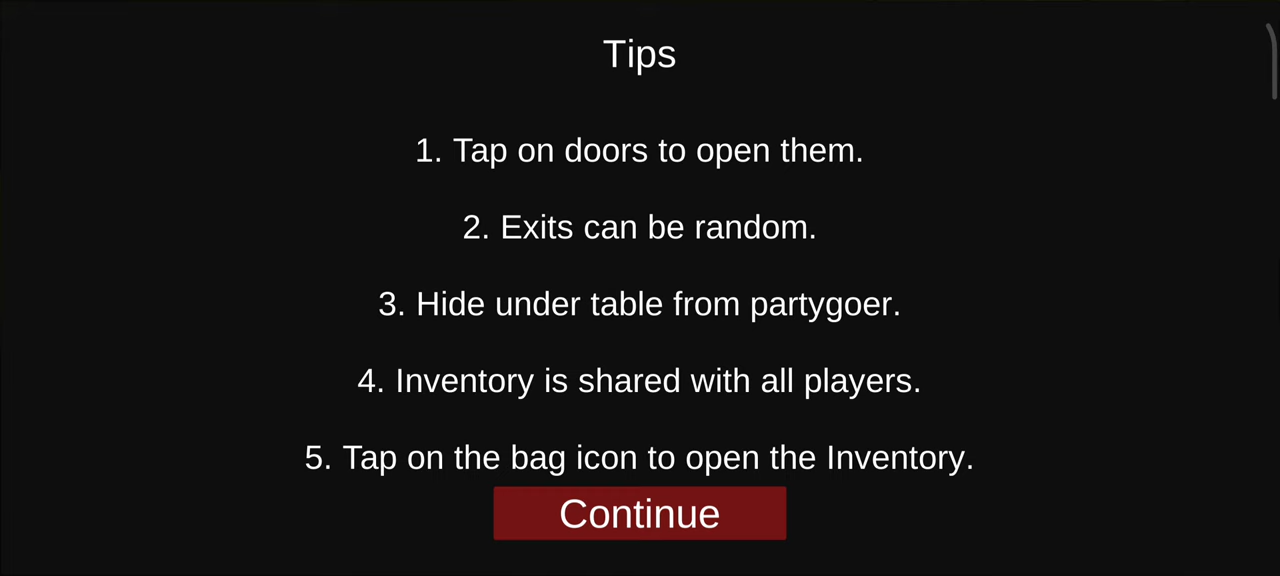 Tips
1. Tap on doors to open them.
2. Exits can be random.
3. Hide under table from partygoer.
4. Inventory is shared with all players.
5. Tap on the bag icon to open the Inventory.
Continue